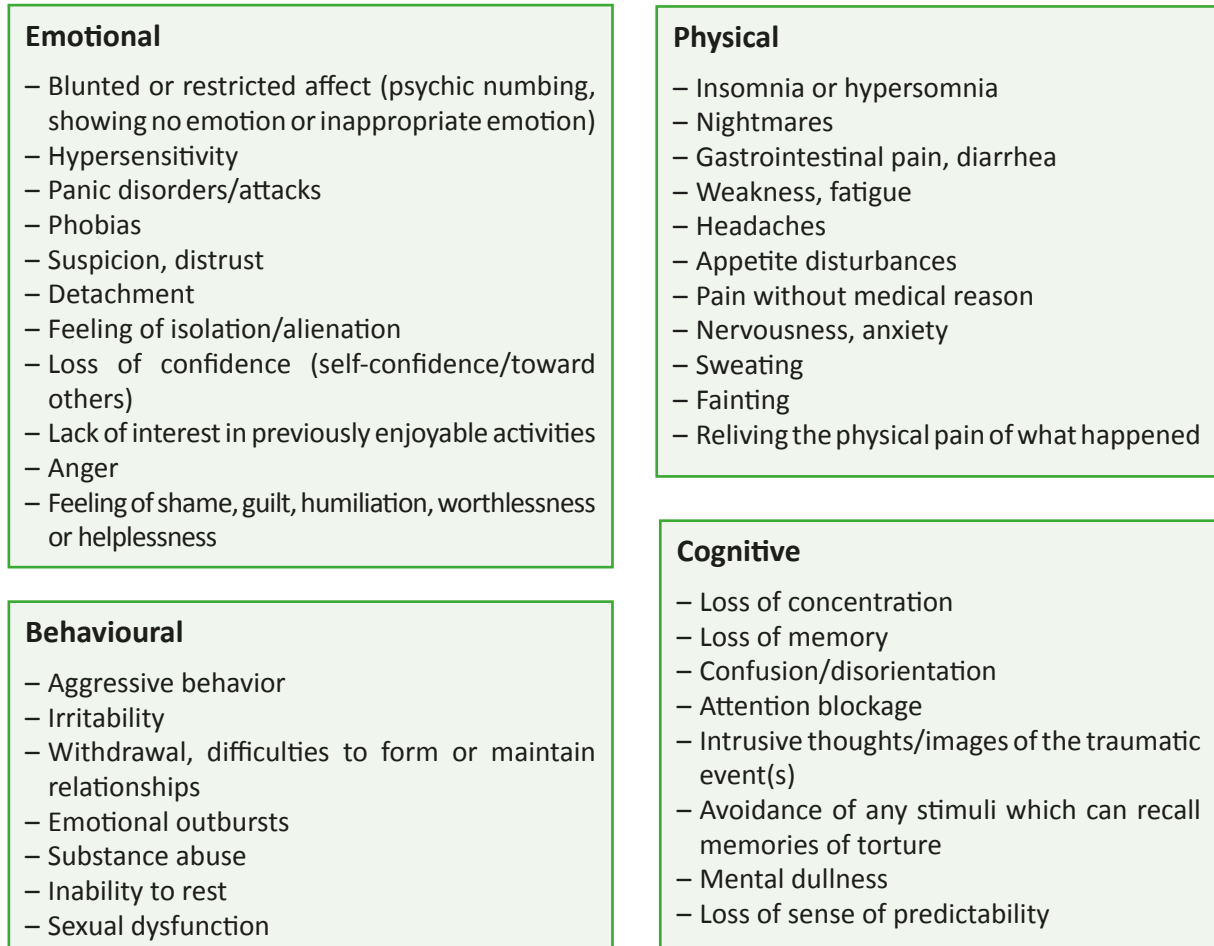 Emotional
– Blunted or restricted affect (psychic numbing,
showing no emotion or inappropriate emotion)
– Hypersensitivity
– Panic disorders/attacks
– Phobias
– Suspicion, distrust
– Detachment
– Feeling of isolation/alienation
– Loss of confidence (self-confidence/toward
others)
– Lack of interest in previously enjoyable activities
– Anger
– Feeling of shame, guilt, humiliation, worthlessness
or helplessness
Behavioural
– Aggressive behavior
– Irritability
– Withdrawal, difficulties to form or maintain
relationships
– Emotional outbursts
– Substance abuse
– Inability to rest
– Sexual dysfunction
Physical
– Insomnia or hypersomnia
– Nightmares
– Gastrointestinal pain, diarrhea
– Weakness, fatigue
– Headaches
– Appetite disturbances
– Pain without medical reason
– Nervousness, anxiety
– Sweating
– Fainting
– Reliving the physical pain of what happened
Cognitive
– Loss of concentration
– Loss of memory
– Confusion/disorientation
– Attention blockage
– Intrusive thoughts/images of the traumatic
event(s)
– Avoidance of any stimuli which can recall
memories of torture
– Mental dullness
– Loss of sense of predictability